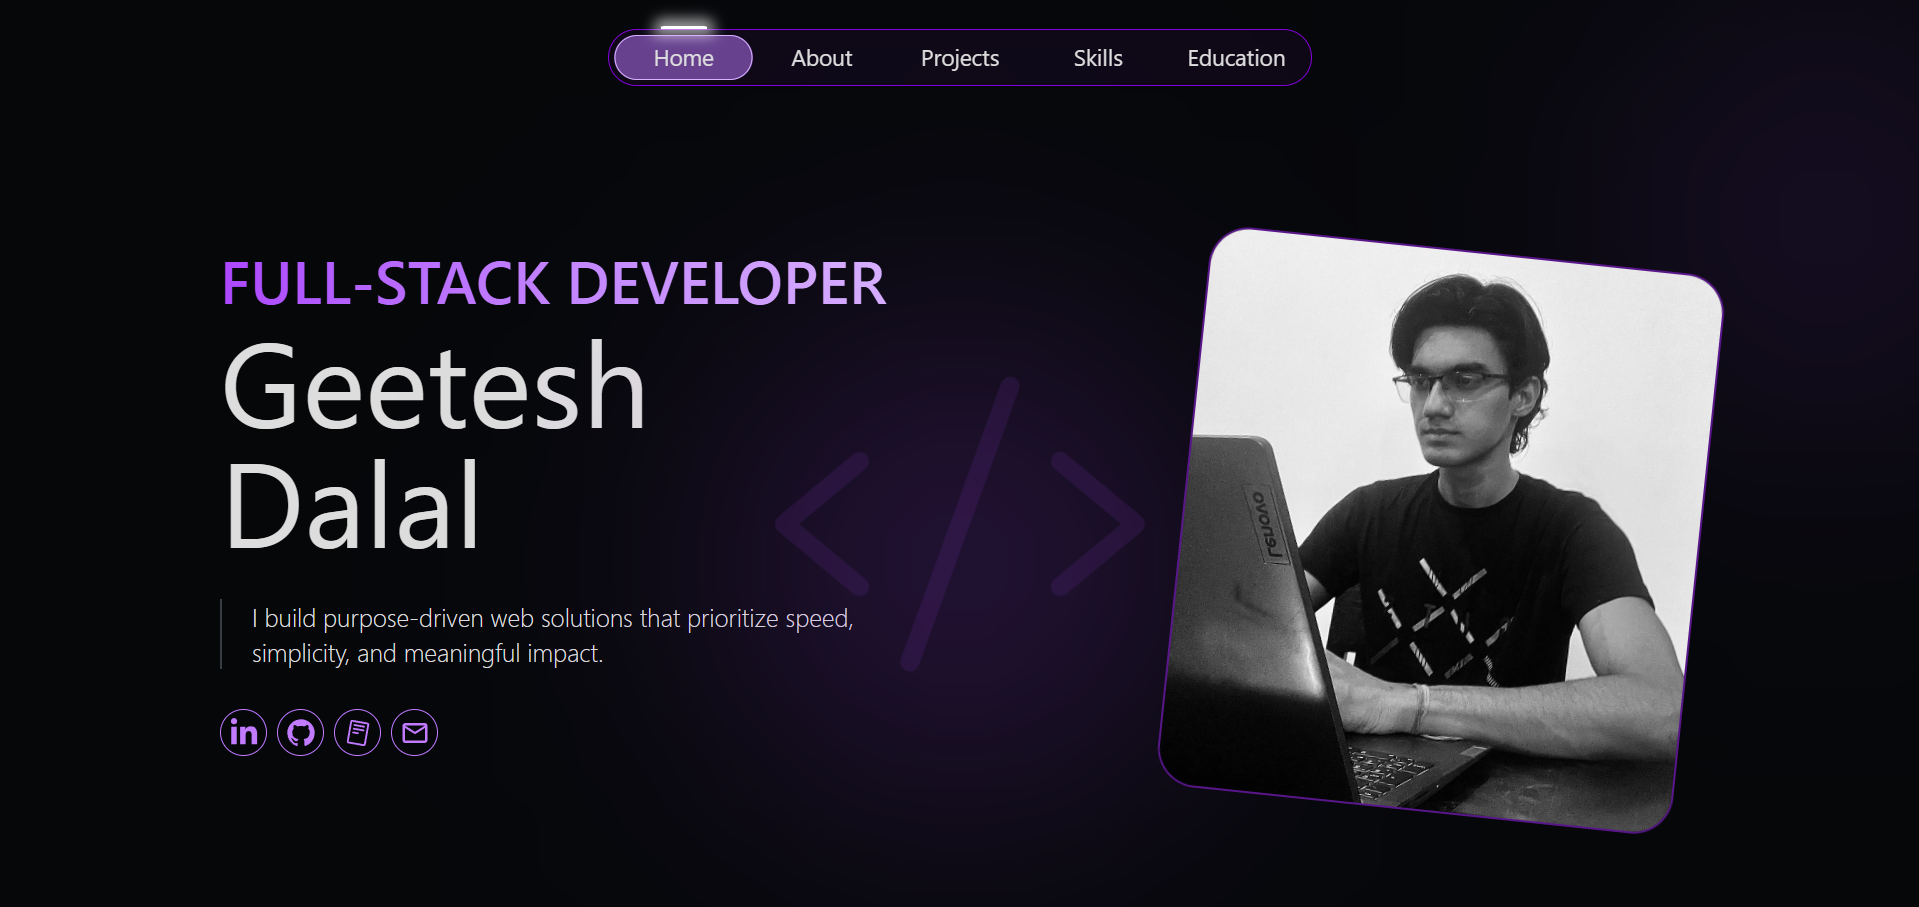 Home About Projects Skills Education
FULL-STACK DEVELOPER
Geetesh
Dalal
I build purpose-driven web solutions that prioritize speed,
simplicity, and meaningful impact.
in
Lenovo